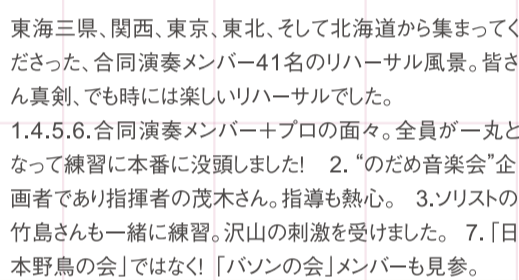 東海三県、関西、東京、東北、そして北海道から集まってく
ださった、合同演奏メンバー41名のリハーサル風景。皆さ
ん真剣、でも時には楽しいリハーサルでした。
1.4.5.6.合同演奏メンバー＋プロの面々。全員が一丸と
なって練習に本番に没頭しました!　2. “のだめ音楽会”企
画者であり指揮者の茂木さん。指導も熱心。　3.ソリストの
竹島さんも一緒に練習。沢山の刺激を受けました。　7.「日
本野鳥の会」ではなく!「バソンの会」メンバーも見参。